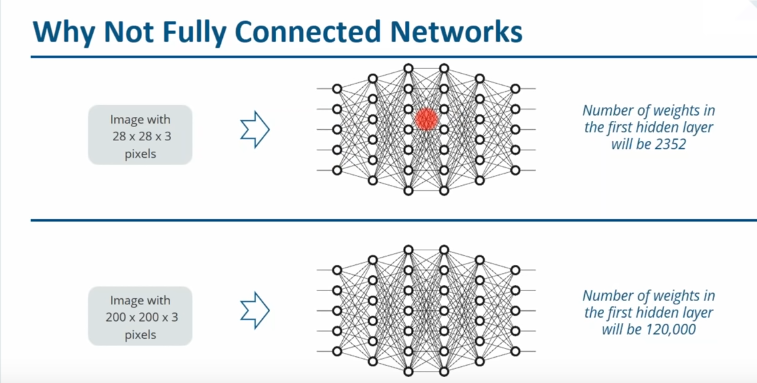 Why Not Fully Connected Networks
Image with
28 x 28 x 3
pixels
Number of weights in
the first hidden layer
will be 2352
Image with
200 x 200 x 3
pixels
Number of weights in
the first hidden layer
will be 120,000